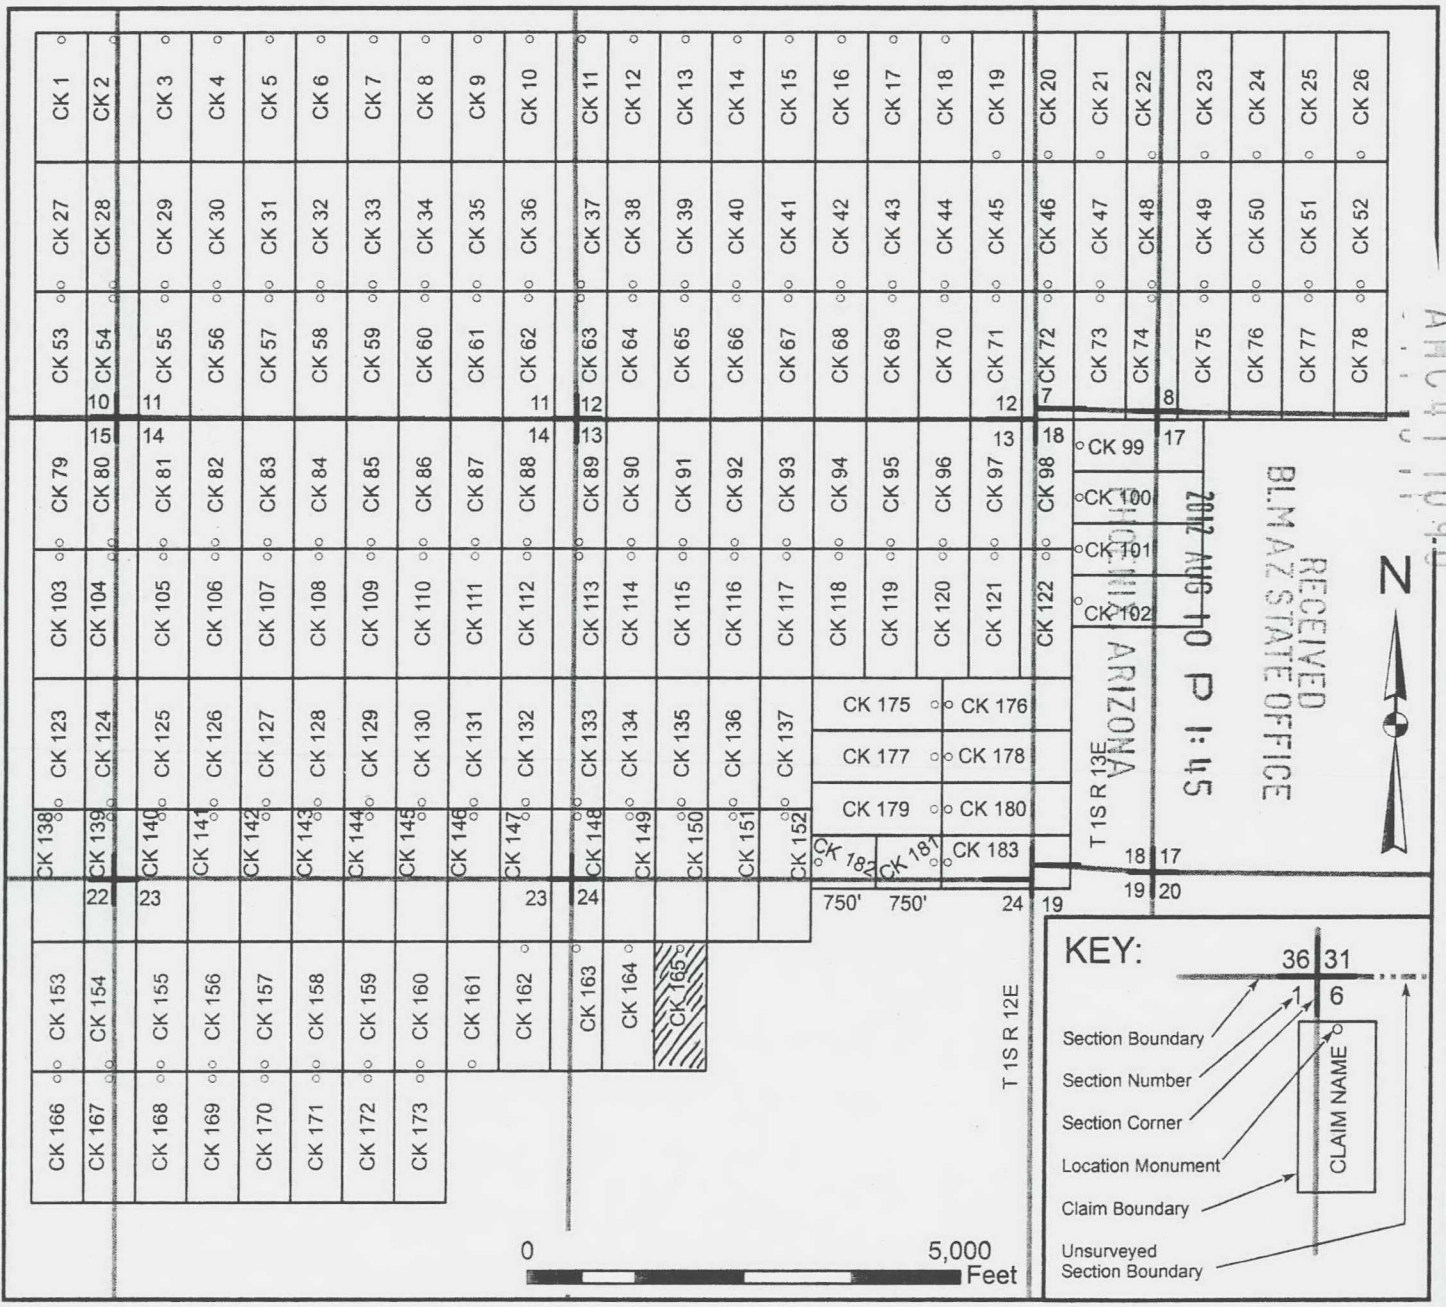 CK 1
CK 2
CK 3
CK 4
CK 5
CK 6
CK 7
CK 8
CK 9
CK 10
CK 11
CK 12
CK 13
CK 14
CK 15
CK 16
CK 17
CK 18
CK 19
CK 20
CK 21
CK 22
CK 23
CK 24
CK 25
CK 26
CK 27
CK 28
CK 29
CK 30
CK 31
CK 32
CK 33
CK 34
CK 35
CK 36
CK 37
CK 38
CK 39
CK 40
CK 41
CK 42
CK 43
CK 44
CK 45
CK 46
CK 47
CK 48
CK 49
CK 50
CK 51
CK 52
CK 53
CK 54
CK 55
CK 56
CK 57
CK 58
CK 59
CK 60
CK 61
CK 62
CK 63
CK 64
CK 65
CK 66
CK 67
CK 68
CK 69
CK 70
CK 71
CK 72
CK 73
CK 74
CK 75
CK 76
CK 77
CK 78
10 11
11 12
12 7
8
15 14
14 13
13 18
17
CK 79
CK 80
CK 81
CK 82
CK 83
CK 84
CK 85
CK 86
CK 87
CK 88
CK 89
CK 90
CK 91
CK 92
CK 93
CK 94
CK 95
CK 96
CK 97
CK 98
CK 99
CK 100
CK 101
CK 102
CK 103
CK 104
CK 105
CK 106
CK 107
CK 108
CK 109
CK 110
CK 111
CK 112
CK 113
CK 114
CK 115
CK 116
CK 117
CK 118
CK 119
CK 120
CK 121
CK 122
RECEIVED
BLM AZ STATE OFFICE
2012 AUG 10 P 1:45
PHOENIX, ARIZONA
N
CK 123
CK 124
CK 125
CK 126
CK 127
CK 128
CK 129
CK 130
CK 131
CK 132
CK 133
CK 134
CK 135
CK 136
CK 137
CK 175
CK 176
CK 177
CK 178
CK 179
CK 180
CK 182
CK 181
CK 183
T 1S R 13E
CK 138
CK 139
CK 140
CK 141
CK 142
CK 143
CK 144
CK 145
CK 146
CK 147
CK 148
CK 149
CK 150
CK 151
CK 152
18 17
22 23
23 24
750'
750'
24 19
19 20
CK 153
CK 154
CK 155
CK 156
CK 157
CK 158
CK 159
CK 160
CK 161
CK 162
CK 163
CK 164
CK 165
T 1S R 12E
CK 166
CK 167
CK 168
CK 169
CK 170
CK 171
CK 172
CK 173
0 5,000
Feet
KEY:
36 31
1 6
Section Boundary
Section Number
Section Corner
Location Monument
Claim Boundary
Unsurveyed
Section Boundary
CLAIM NAME